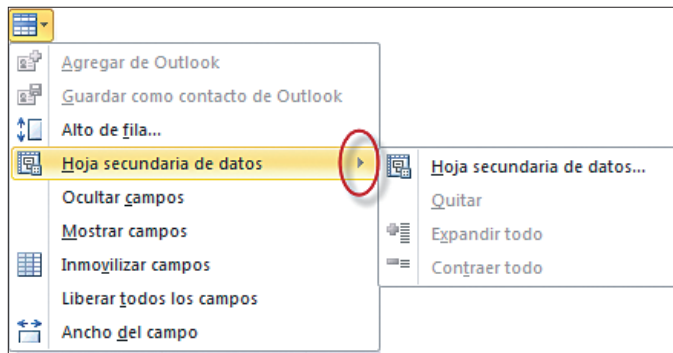 Agregar de Outlook
Guardar como contacto de Outlook
Alto de fila...
Hoja secundaria de datos
Hoja secundaria de datos...
Ocultar campos
Quitar
Mostrar campos
Expandir todo
Inmovilizar campos
Contraer todo
Liberar todos los campos
Ancho del campo